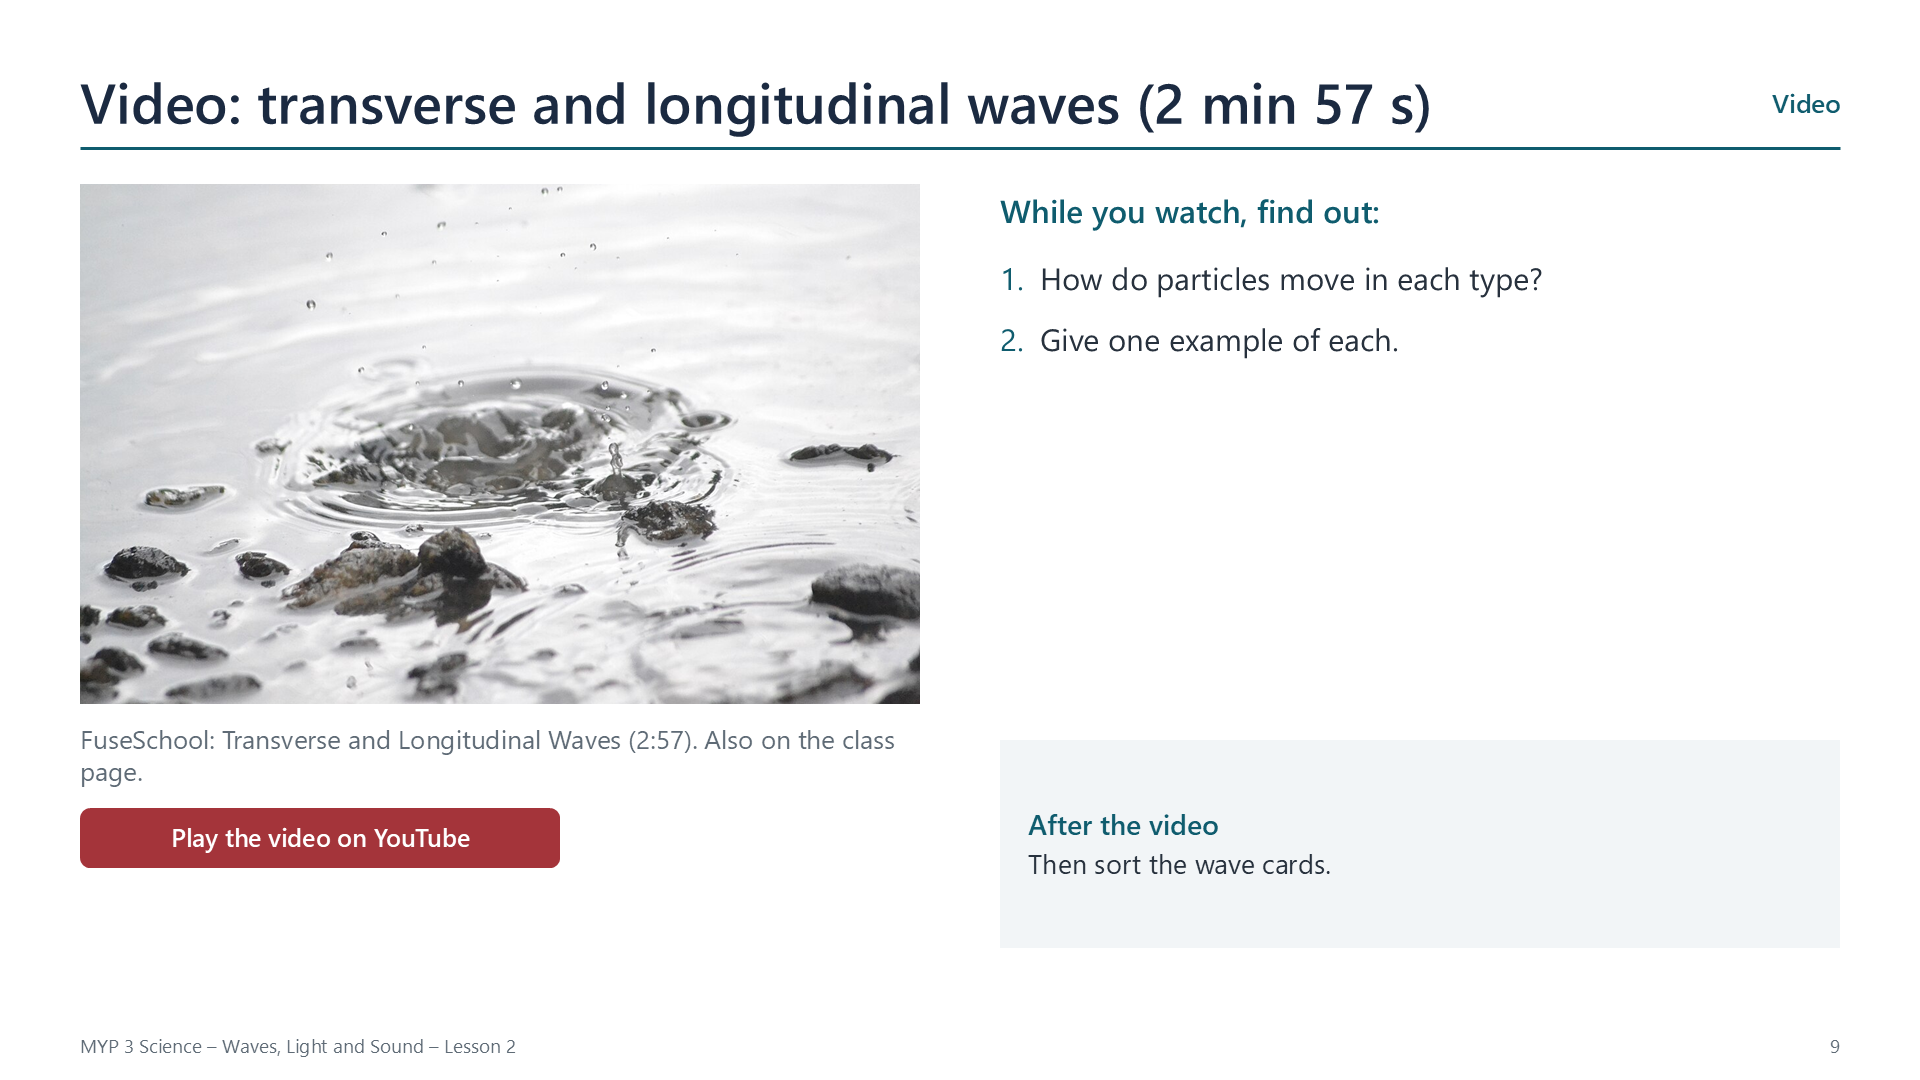 Video: transverse and longitudinal waves (2 min 57 s)
Video
FuseSchool: Transverse and Longitudinal Waves (2:57). Also on the class
page.
Play the video on YouTube
While you watch, find out:
1. How do particles move in each type?
2. Give one example of each.
After the video
Then sort the wave cards.
MYP 3 Science – Waves, Light and Sound – Lesson 2
9